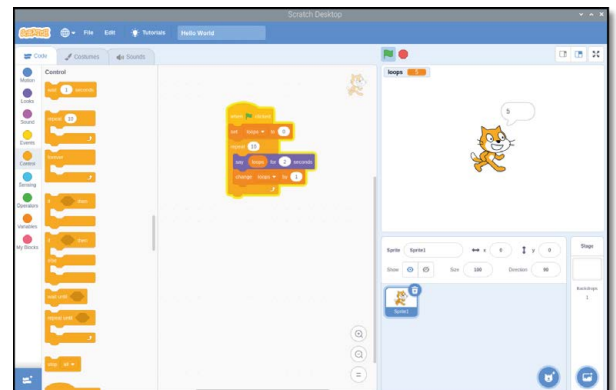 Scratch Desktop
SCRATCH File Edit Tutorials Hello World
Code Costumes Sounds
Motion
Looks
Sound
Events
Control
Sensing
Operators
Variables
My Blocks
Control
wait 1 seconds
repeat 10
forever
if then
if then
else
wait until
repeat until
stop all
when clicked
set loops to 0
repeat
say loops for 2 seconds
change loops by 1
loops 5
5
Sprite Sprite1 x 0 y 0
Show Size 100 Direction 90
Sprite1
Stage
Backdrops
1